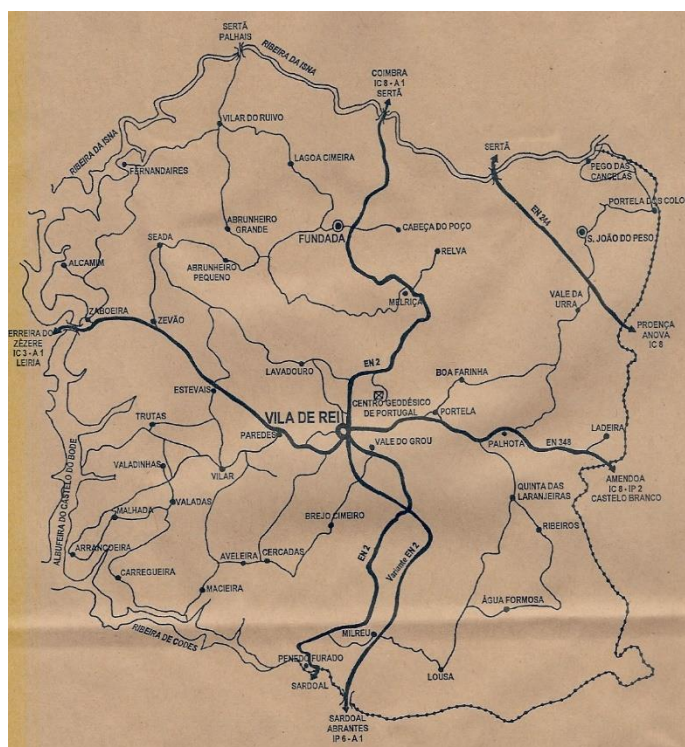 SERTÃ
PALHAIS
RIBEIRA DA ISNA
COIMBRA
IC 8 - A 1
SERTÃ
RIBEIRA DA ISNA
VILAR DO RUIVO
SERTÃ
FERNANDAIRES
LAGOA CIMEIRA
PEGO DAS
CANCELAS
PORTELA DOS COLO
EN 244
ABRUNHEIRO
GRANDE
FUNDADA
CABEÇA DO POÇO
S. JOÃO DO PESO
SEADA
RELVA
ALCAMIM
ABRUNHEIRO
PEQUENO
MELRIÇA
VALE DA
URRA
ZABOEIRA
ZEVÃO
ERREIRA DO
ZÊZERE
IC 3 - A 1
LEIRIA
PROENÇA
ANOVA
IC 8
EN 2
LAVADOURO
BOA FARINHA
ESTEVAIS
CENTRO GEODÉSICO
DE PORTUGAL
VILA DE REI
PORTELA
TRUTAS
PAREDES
VALE DO GROU
PALHOTA
EN 348
LADEIRA
ALBUFEIRA DO CASTELO DO BODE
VALADINHAS
VILAR
AMENDOA
IC 8 - IP 2
CASTELO BRANCO
QUINTA DAS
LARANJEIRAS
VALADAS
MALHADA
BREJO CIMEIRO
RIBEIROS
ARRANCOEIRA
AVELEIRA
CERCADAS
EN 2
Variante EN 2
CARREGUEIRA
MACIEIRA
ÁGUA FORMOSA
RIBEIRA DE CODES
MILREU
PENEDO FURADO
SARDOAL
LOUSA
SARDOAL
ABRANTES
IP 6 - A 1